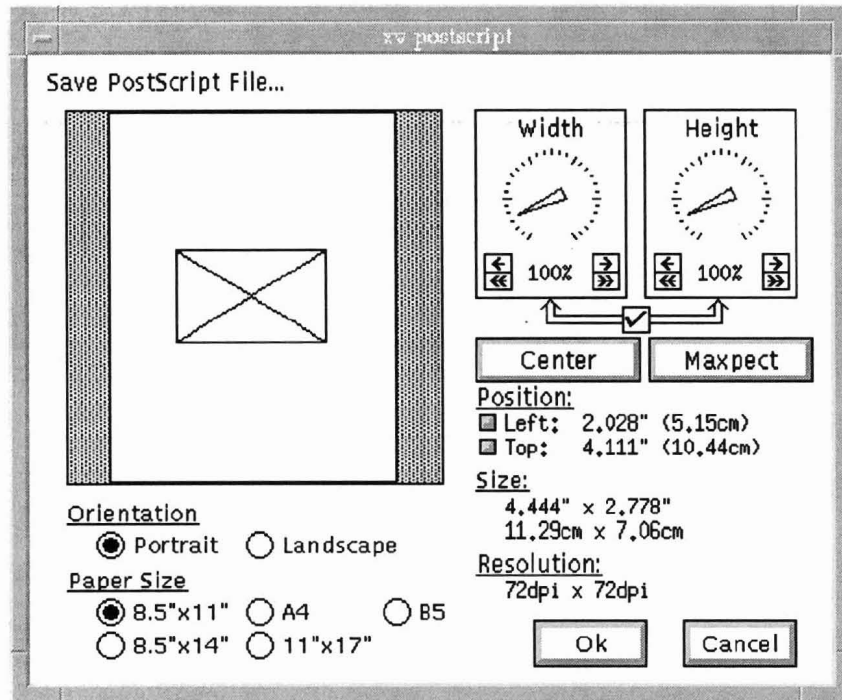 xv postscript
Save PostScript File...
Width
Height
100%
100%
Center
Maxpect
Position:
Left: 2.028" (5.15cm)
Top: 4.111" (10.44cm)
Size:
4.444" x 2.778"
11.29cm x 7.06cm
Resolution:
72dpi x 72dpi
Orientation
Portrait Landscape
Paper Size
8.5"x11" A4 B5
8.5"x14" 11"x17"
Ok Cancel